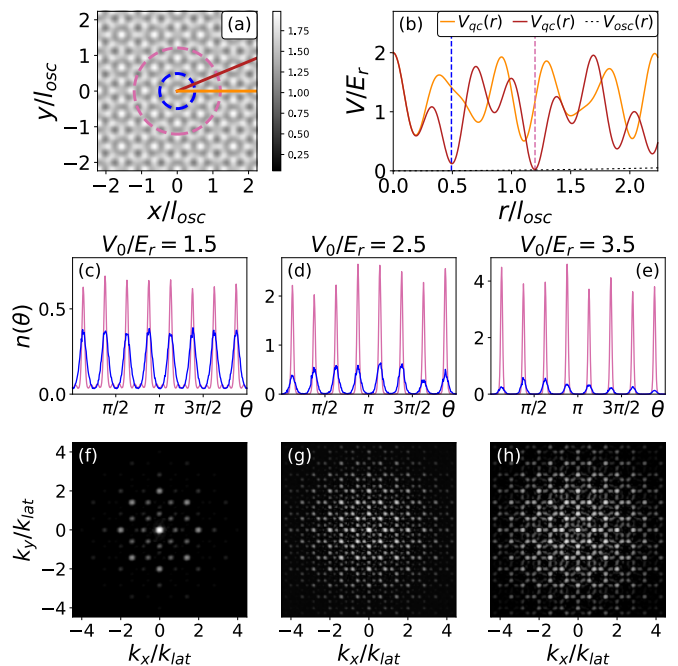 (a)
y/l_osc
2
1
0
−1
−2
−2 −1 0 1 2
x/l_osc
1.75
1.50
1.25
1.00
0.75
0.50
0.25
(b)
V_qc(r) V_qc(r) V_osc(r)
V/E_r
2
1
0
0.0 0.5 1.0 1.5 2.0
r/l_osc
V_0/E_r = 1.5
V_0/E_r = 2.5
V_0/E_r = 3.5
(c)
n(θ)
0.5
0.0
π/2 π 3π/2 θ
(d)
2
1
0
π/2 π 3π/2 θ
(e)
4
2
0
π/2 π 3π/2 θ
(f)
k_y/k_lat
4
2
0
−2
−4
−4 −2 0 2 4
k_x/k_lat
(g)
−4 −2 0 2 4
k_x/k_lat
(h)
−4 −2 0 2 4
k_x/k_lat